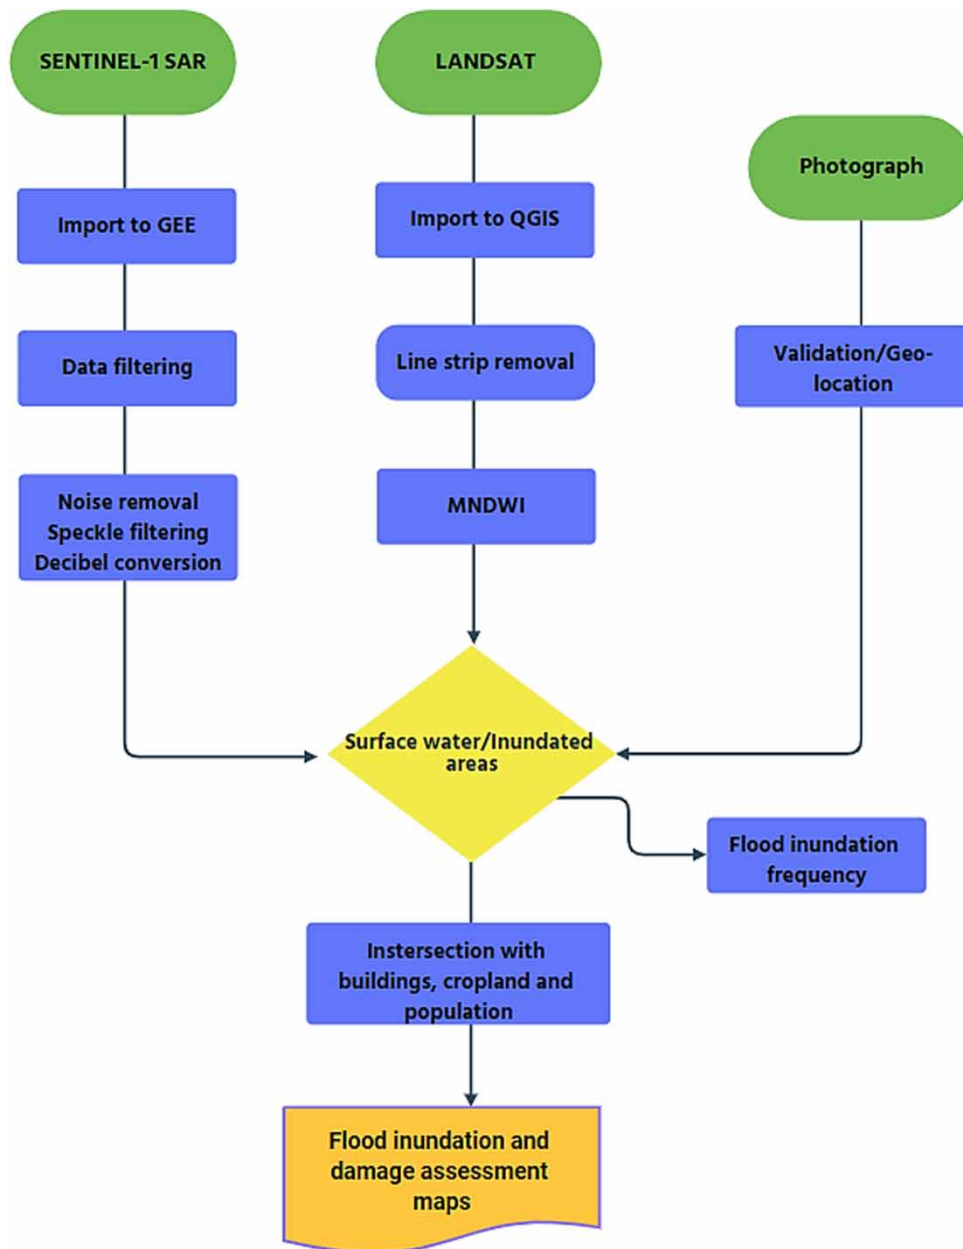 SENTINEL-1 SAR
LANDSAT
Photograph
Import to GEE
Import to QGIS
Data filtering
Line strip removal
Validation/Geo-
location
Noise removal
Speckle filtering
Decibel conversion
MNDWI
Surface water/Inundated
areas
Flood inundation
frequency
Instersection with
buildings, cropland and
population
Flood inundation and
damage assessment
maps